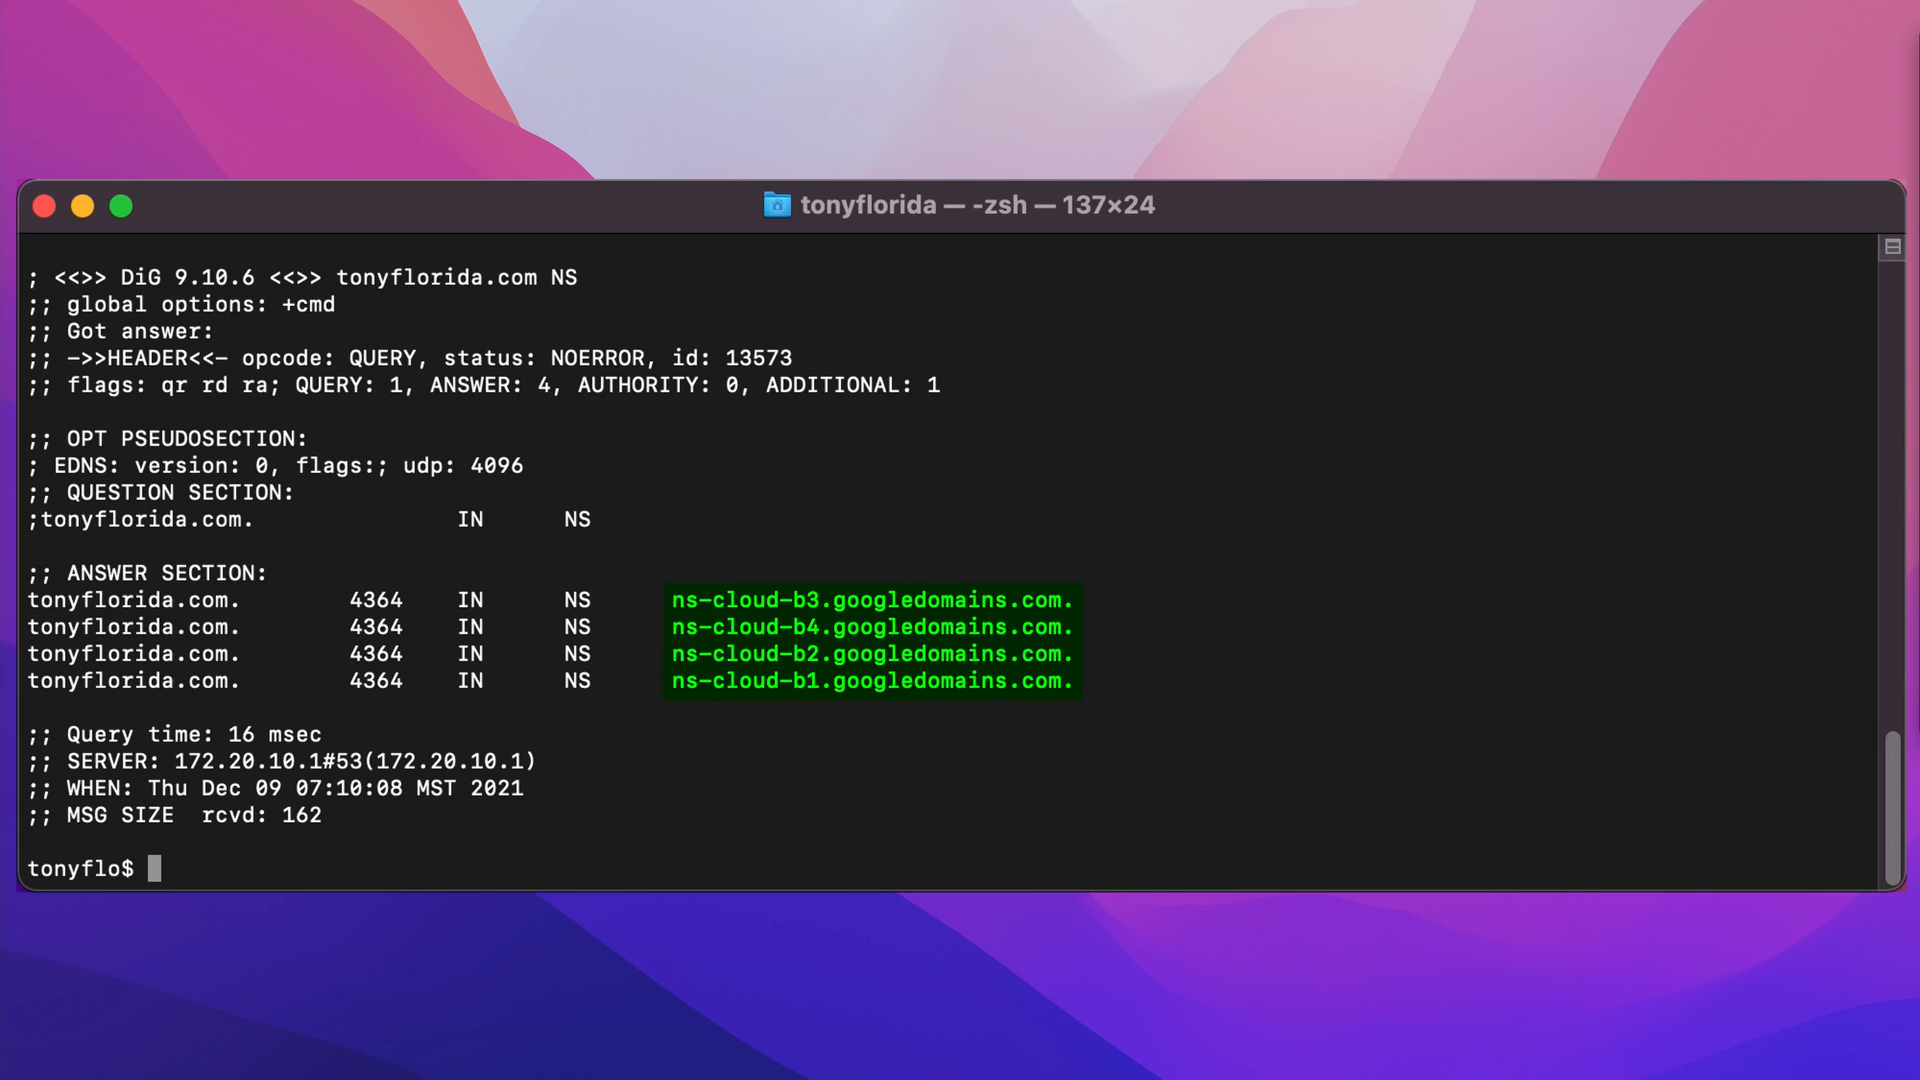 tonyflorida — -zsh — 137×24
; <<>> DiG 9.10.6 <<>> tonyflorida.com NS
;; global options: +cmd
;; Got answer:
;; ->>HEADER<<- opcode: QUERY, status: NOERROR, id: 13573
;; flags: qr rd ra; QUERY: 1, ANSWER: 4, AUTHORITY: 0, ADDITIONAL: 1
;; OPT PSEUDOSECTION:
; EDNS: version: 0, flags:; udp: 4096
;; QUESTION SECTION:
;tonyflorida.com. IN NS
;; ANSWER SECTION:
tonyflorida.com. 4364 IN NS ns-cloud-b3.googledomains.com.
tonyflorida.com. 4364 IN NS ns-cloud-b4.googledomains.com.
tonyflorida.com. 4364 IN NS ns-cloud-b2.googledomains.com.
tonyflorida.com. 4364 IN NS ns-cloud-b1.googledomains.com.
;; Query time: 16 msec
;; SERVER: 172.20.10.1#53(172.20.10.1)
;; WHEN: Thu Dec 09 07:10:08 MST 2021
;; MSG SIZE  rcvd: 162
tonyflo$